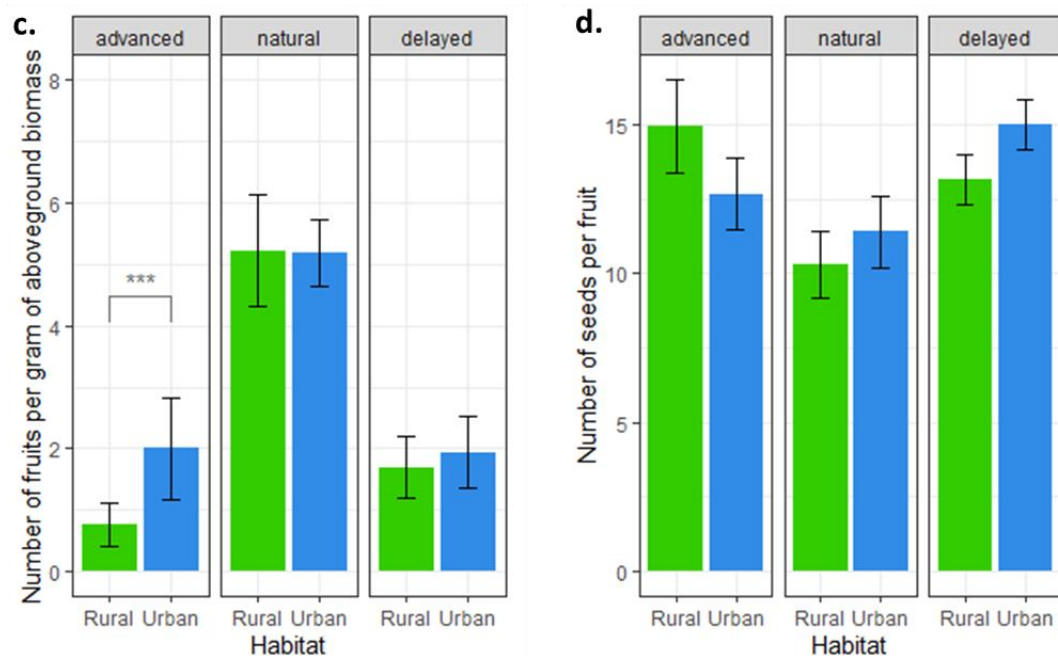 c.
advanced natural delayed
Number of fruits per gram of aboveground biomass
8
6
4
2
0
***
Rural Urban Rural Urban Rural Urban
Habitat
d.
advanced natural delayed
Number of seeds per fruit
15
10
5
0
Rural Urban Rural Urban Rural Urban
Habitat